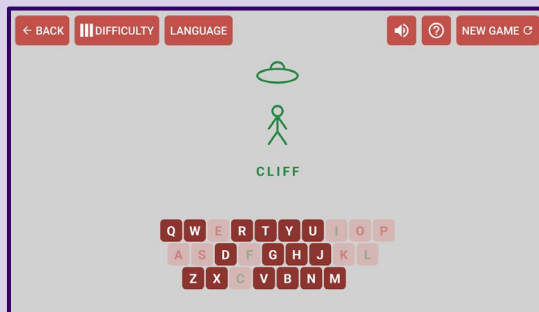 ← BACK DIFFICULTY LANGUAGE NEW GAME
CLIFF
Q W E R T Y U I O P
A S D F G H J K L
Z X C V B N M